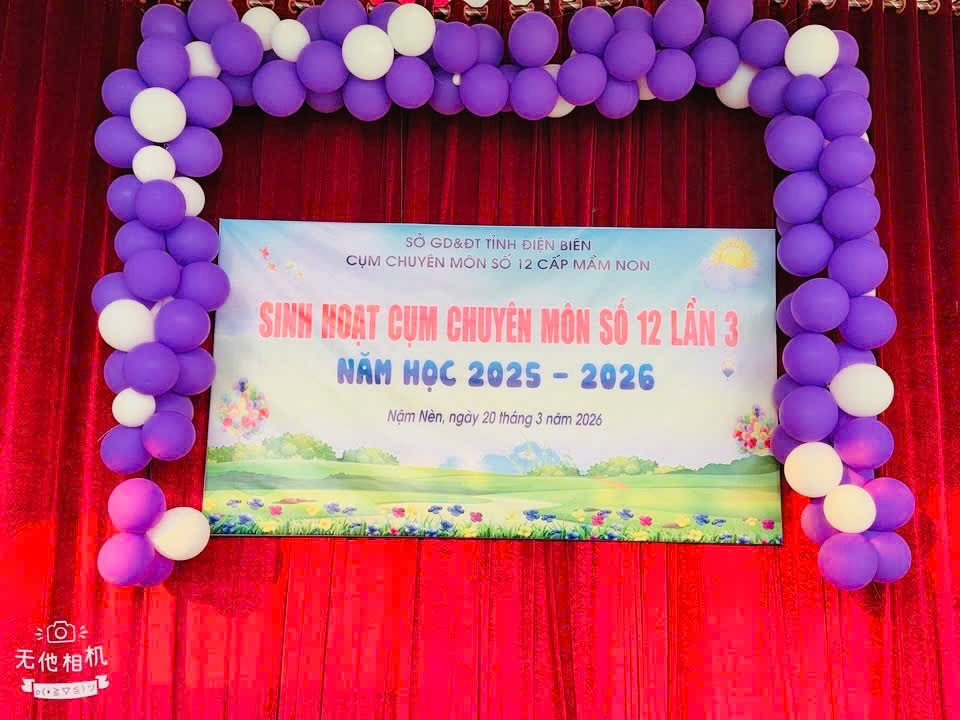 SỞ GD&ĐT TỈNH ĐIỆN BIÊN
CỤM CHUYÊN MÔN SỐ 12 CẤP MẦM NON
SINH HOẠT CỤM CHUYÊN MÔN SỐ 12 LẦN 3
NĂM HỌC 2025 - 2026
Nậm Nèn, ngày 20 tháng 3 năm 2026
无他相机